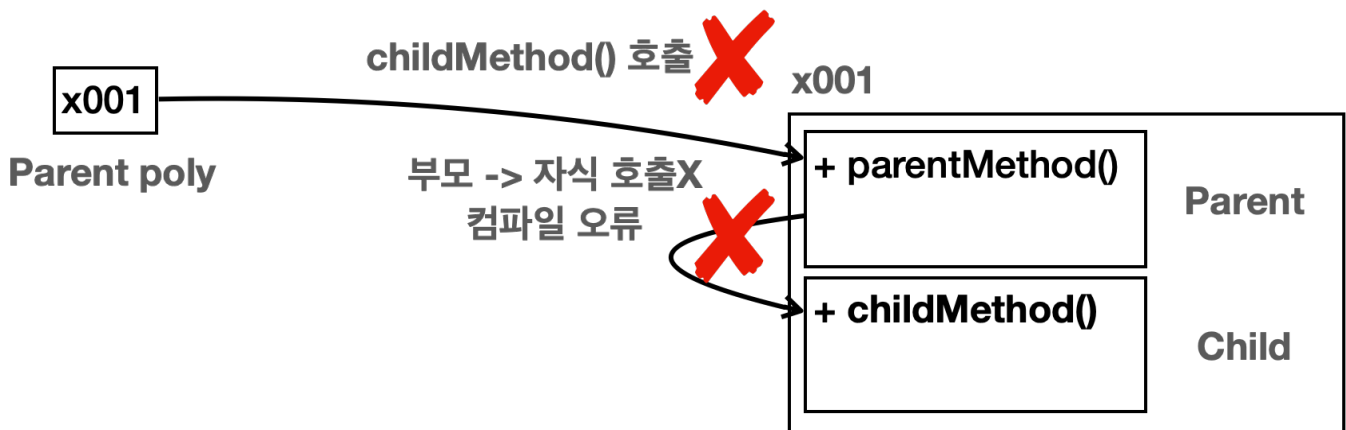 childMethod() 호출
x001
x001
Parent poly
부모 -> 자식 호출X
컴파일 오류
+ parentMethod()
Parent
+ childMethod()
Child